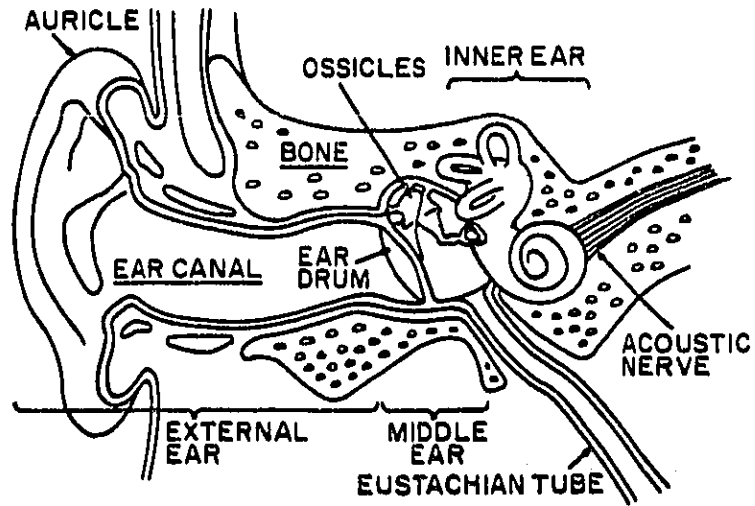 AURICLE
OSSICLES
INNER EAR
BONE
EAR CANAL
EAR
DRUM
ACOUSTIC
NERVE
EXTERNAL
EAR
MIDDLE
EAR
EUSTACHIAN TUBE